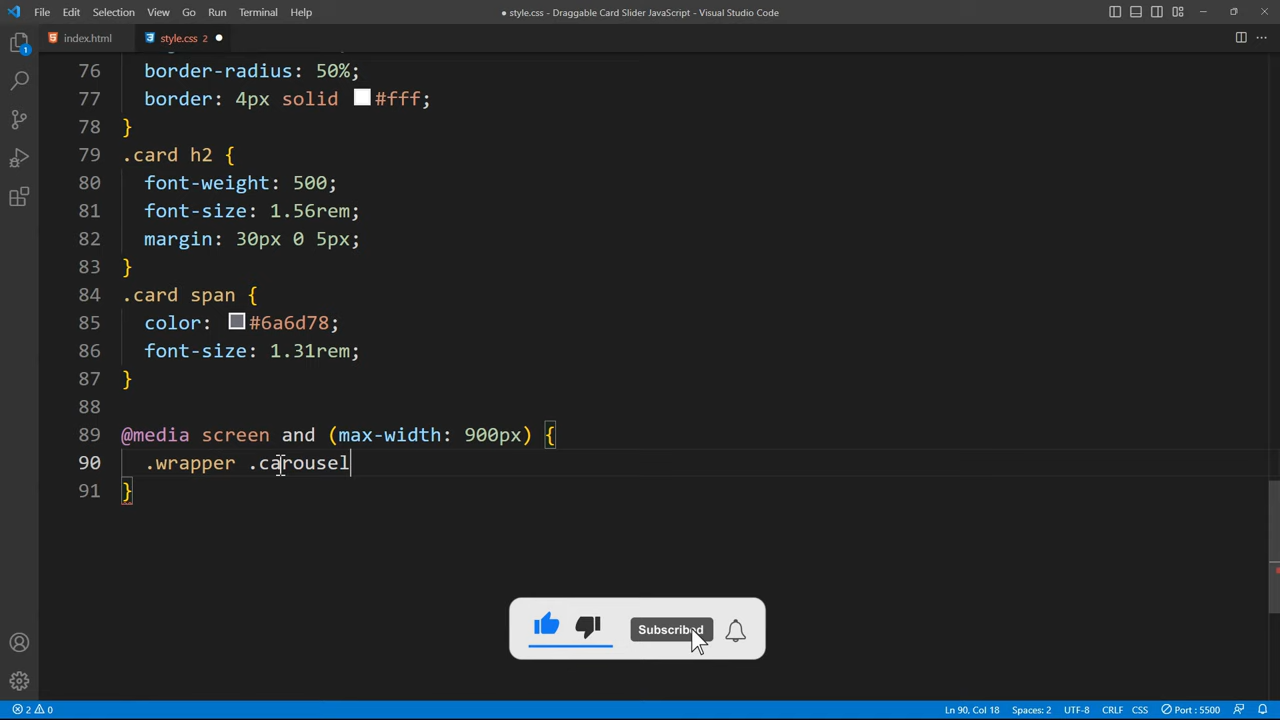 File Edit Selection View Go Run Terminal Help
● style.css - Draggable Card Slider JavaScript - Visual Studio Code
index.html
style.css 2 ●
76 border-radius: 50%;
77 border: 4px solid #fff;
78 }
79 .card h2 {
80 font-weight: 500;
81 font-size: 1.56rem;
82 margin: 30px 0 5px;
83 }
84 .card span {
85 color: #6a6d78;
86 font-size: 1.31rem;
87 }
88
89 @media screen and (max-width: 900px) {
90 .wrapper .carousel
91 }
1
Subscribed
2 0 Ln 90, Col 18 Spaces: 2 UTF-8 CRLF CSS Port : 5500